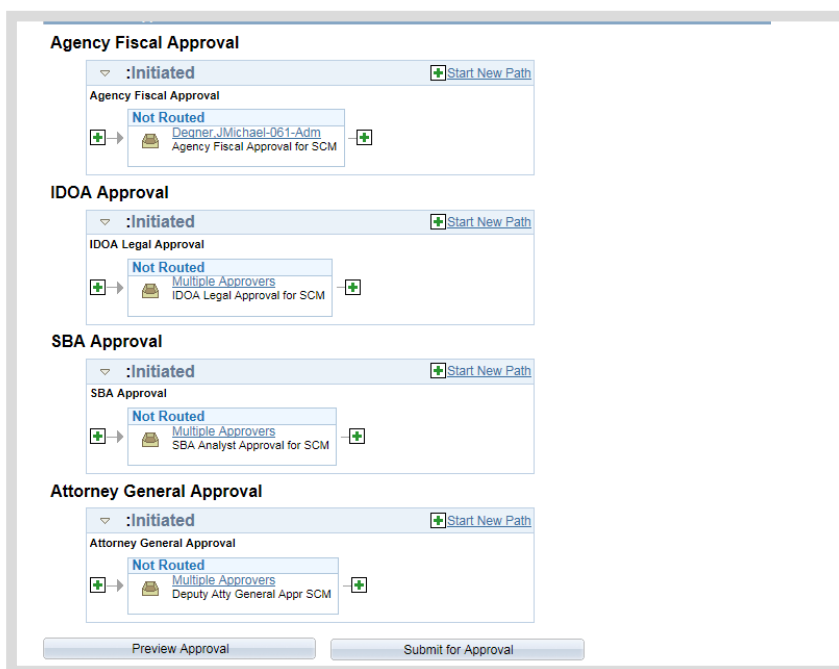 Agency Fiscal Approval
:Initiated Start New Path
Agency Fiscal Approval
Not Routed
Degner,JMichael-061-Adm
Agency Fiscal Approval for SCM
IDOA Approval
:Initiated Start New Path
IDOA Legal Approval
Not Routed
Multiple Approvers
IDOA Legal Approval for SCM
SBA Approval
:Initiated Start New Path
SBA Approval
Not Routed
Multiple Approvers
SBA Analyst Approval for SCM
Attorney General Approval
:Initiated Start New Path
Attorney General Approval
Not Routed
Multiple Approvers
Deputy Atty General Appr SCM
Preview Approval Submit for Approval